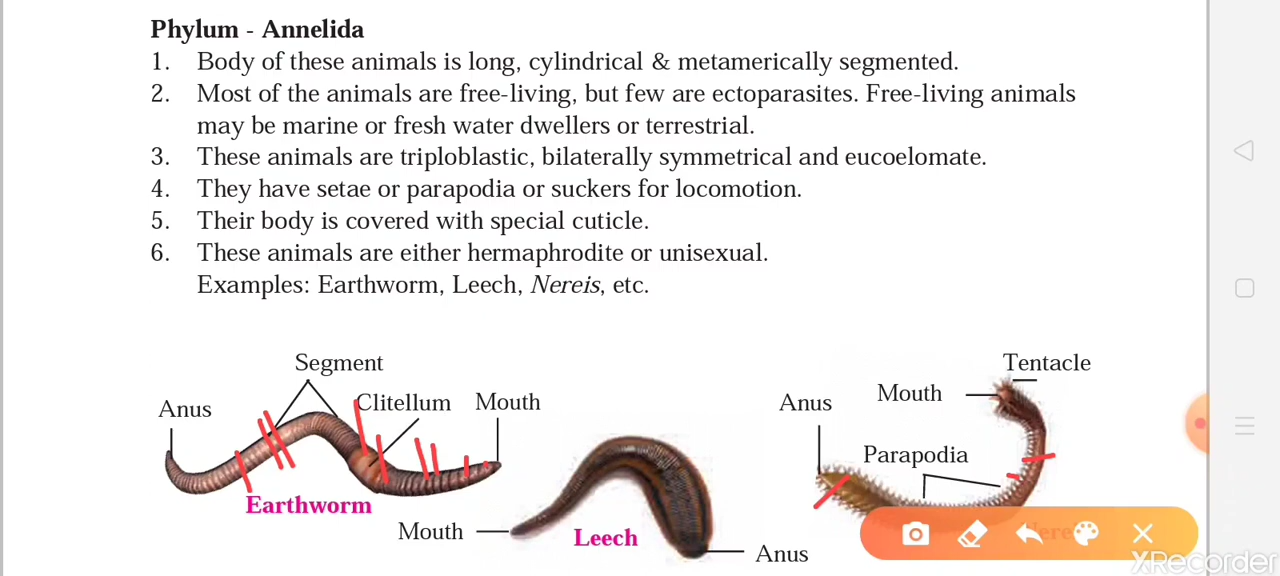 Phylum - Annelida
1. Body of these animals is long, cylindrical & metamerically segmented.
2. Most of the animals are free-living, but few are ectoparasites. Free-living animals
may be marine or fresh water dwellers or terrestrial.
3. These animals are triploblastic, bilaterally symmetrical and eucoelomate.
4. They have setae or parapodia or suckers for locomotion.
5. Their body is covered with special cuticle.
6. These animals are either hermaphrodite or unisexual.
Examples: Earthworm, Leech, Nereis, etc.
Segment
Anus
Clitellum
Mouth
Earthworm
Mouth
Leech
Anus
Anus
Mouth
Tentacle
Parapodia
XRecorder